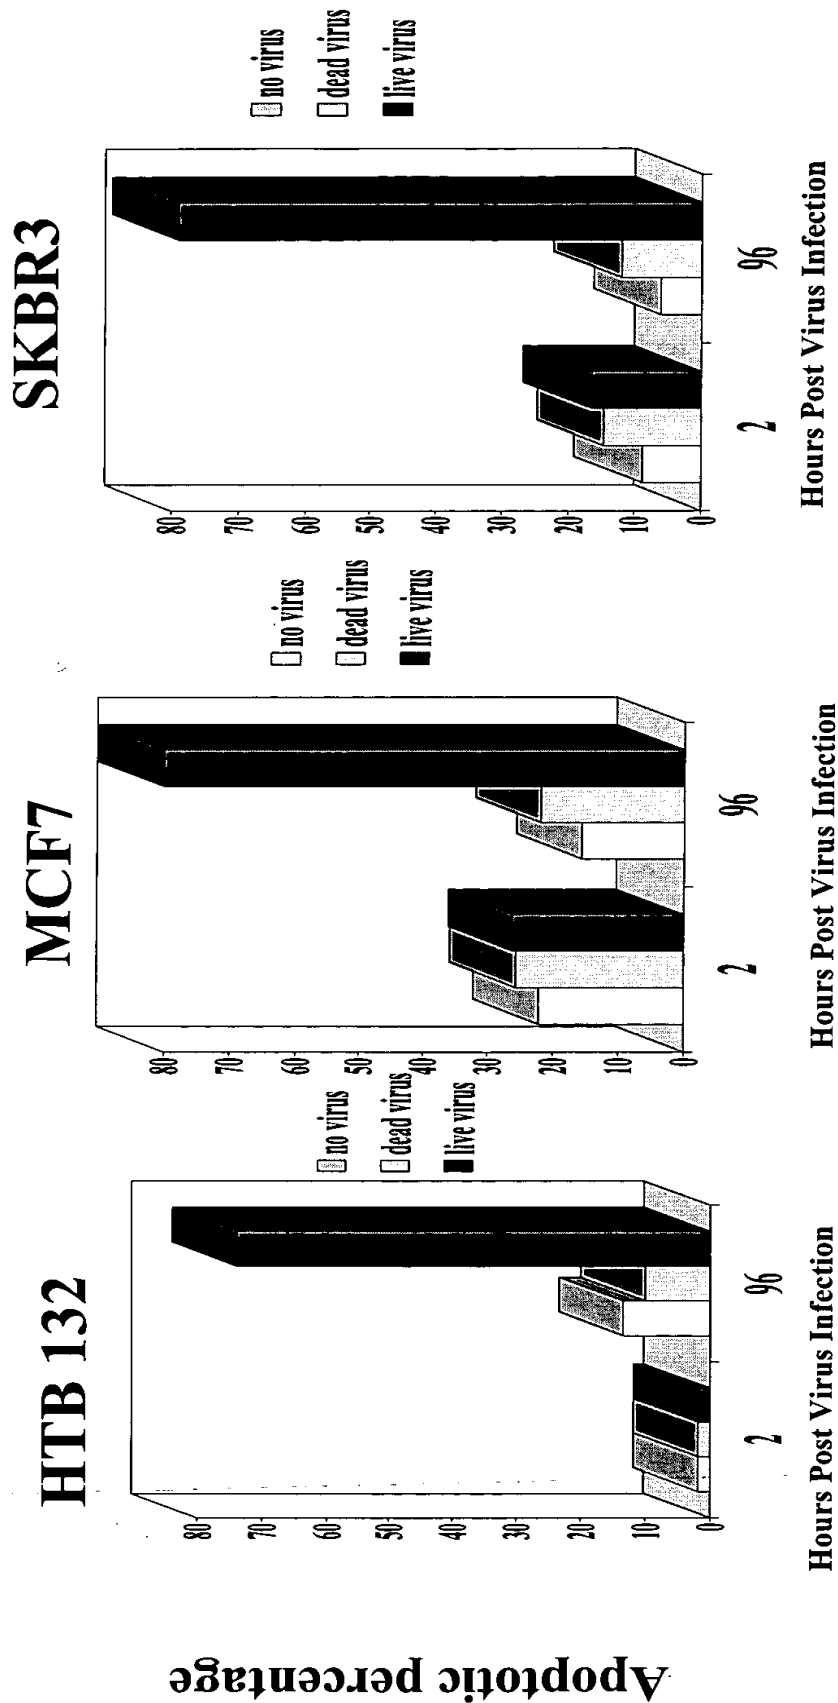 HTB 132
80
70
60
50
40
30
20
10
0
2
96
Hours Post Virus Infection
no virus
dead virus
live virus
MCF7
80
70
60
50
40
30
20
10
0
2
96
Hours Post Virus Infection
no virus
dead virus
live virus
SKBR3
80
70
60
50
40
30
20
10
0
2
96
Hours Post Virus Infection
no virus
dead virus
live virus
Apoptotic percentage